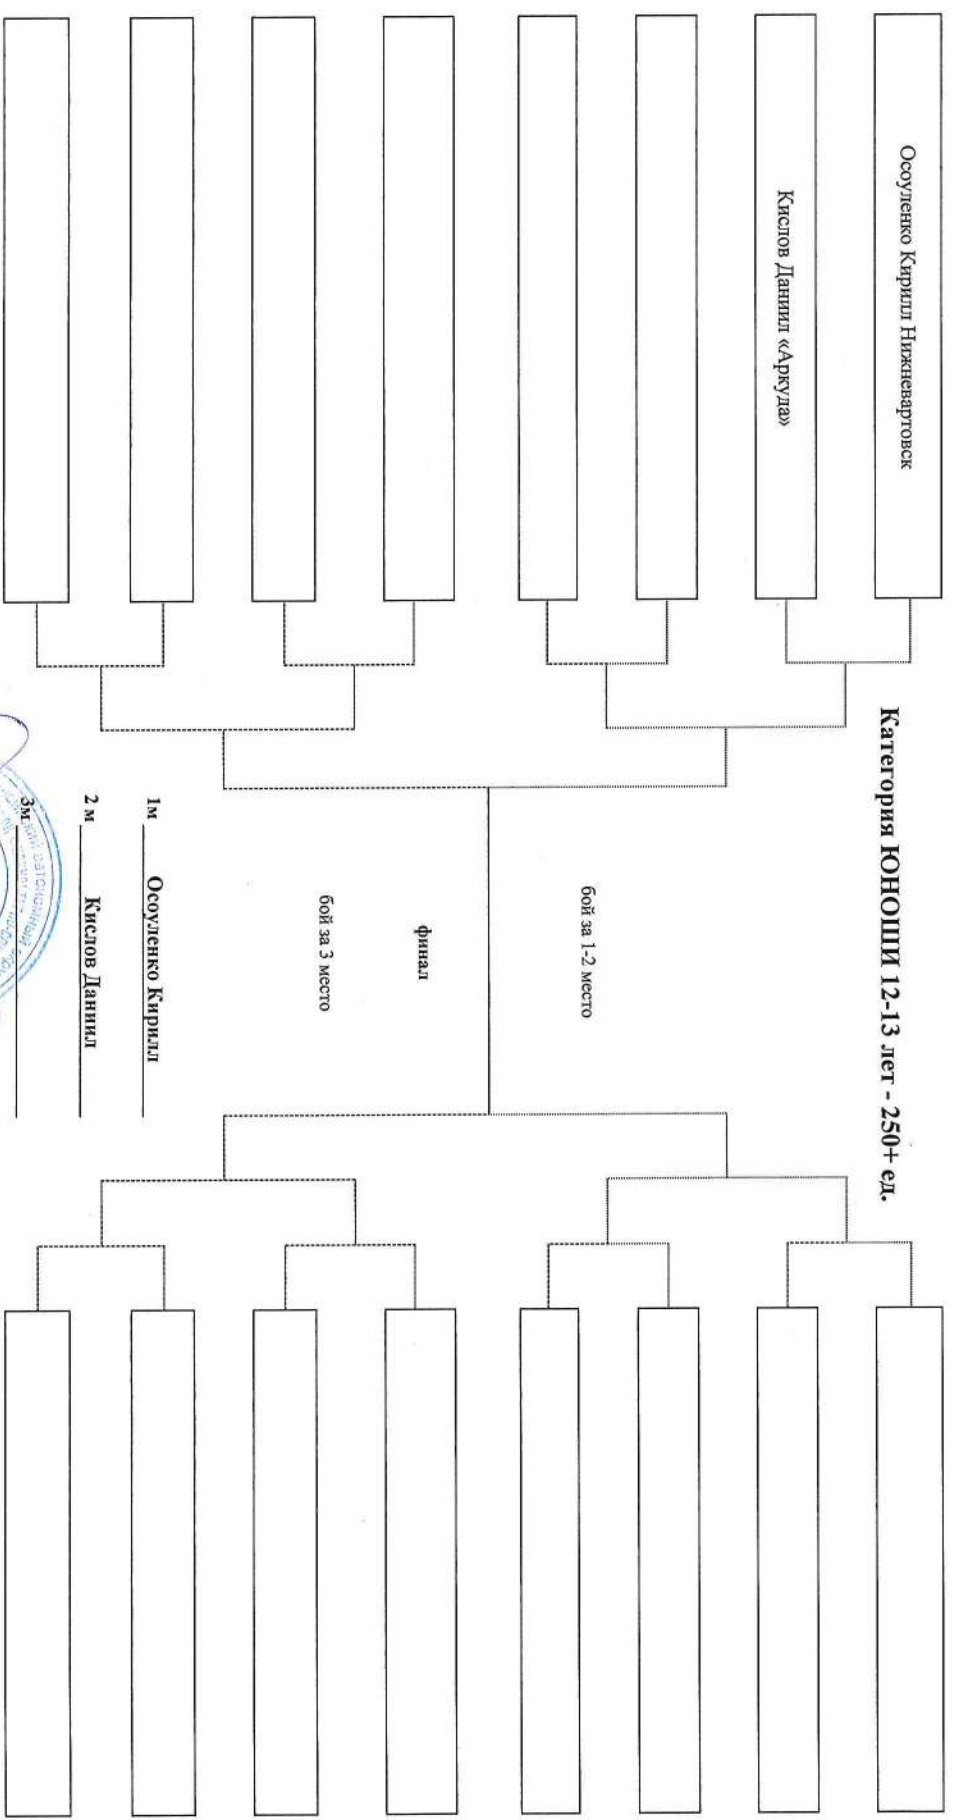 Категория ЮНОШИ 12-13 лет - 250+ ед.
Осоуленко Кирилл Нижневартовск
Кислов Даниил «Аркуда»
бой за 1-2 место
финал
бой за 3 место
1м Осоуленко Кирилл
2 м Кислов Даниил
3м
автономный